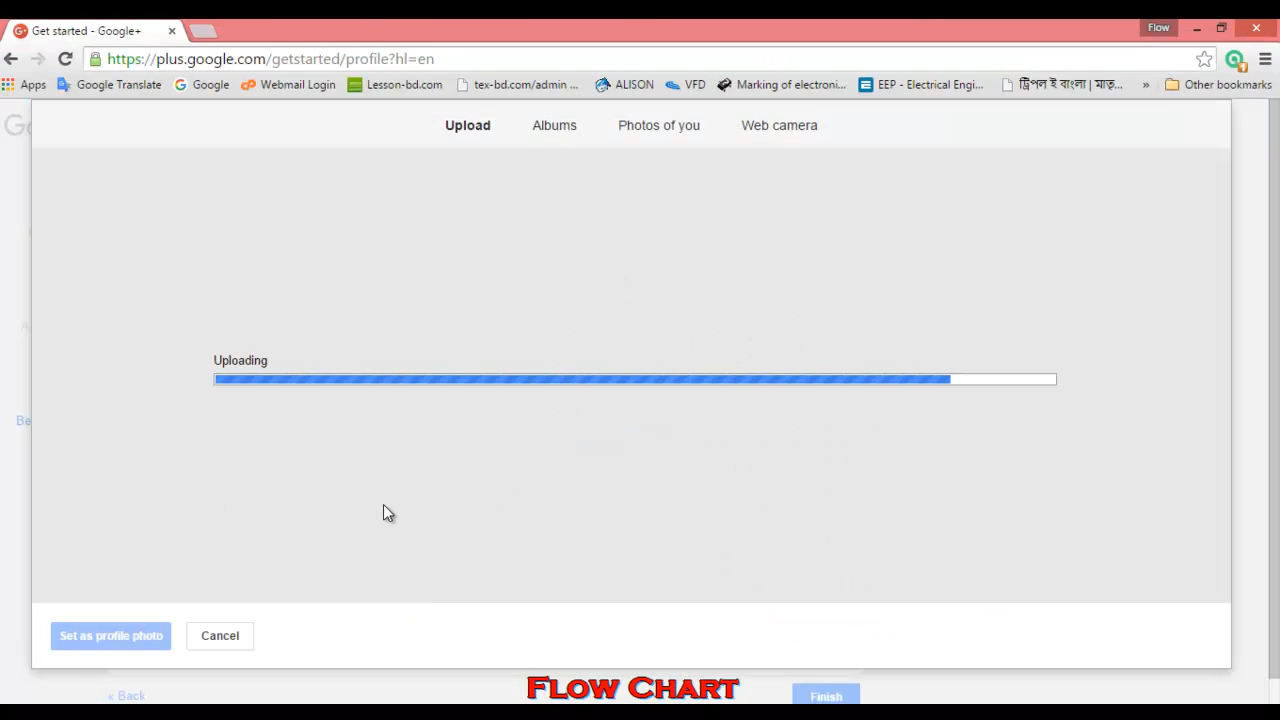 Get started - Google+
Flow
https://plus.google.com/getstarted/profile?hl=en
Apps Google Translate Google Webmail Login Lesson-bd.com tex-bd.com/admin ... ALISON VFD Marking of electroni... EEP - Electrical Engi... ট্রিপল ই বাংলা | মাতৃ... » Other bookmarks
Upload Albums Photos of you Web camera
Uploading
Be
Set as profile photo Cancel
« Back Finish
FLOW CHART